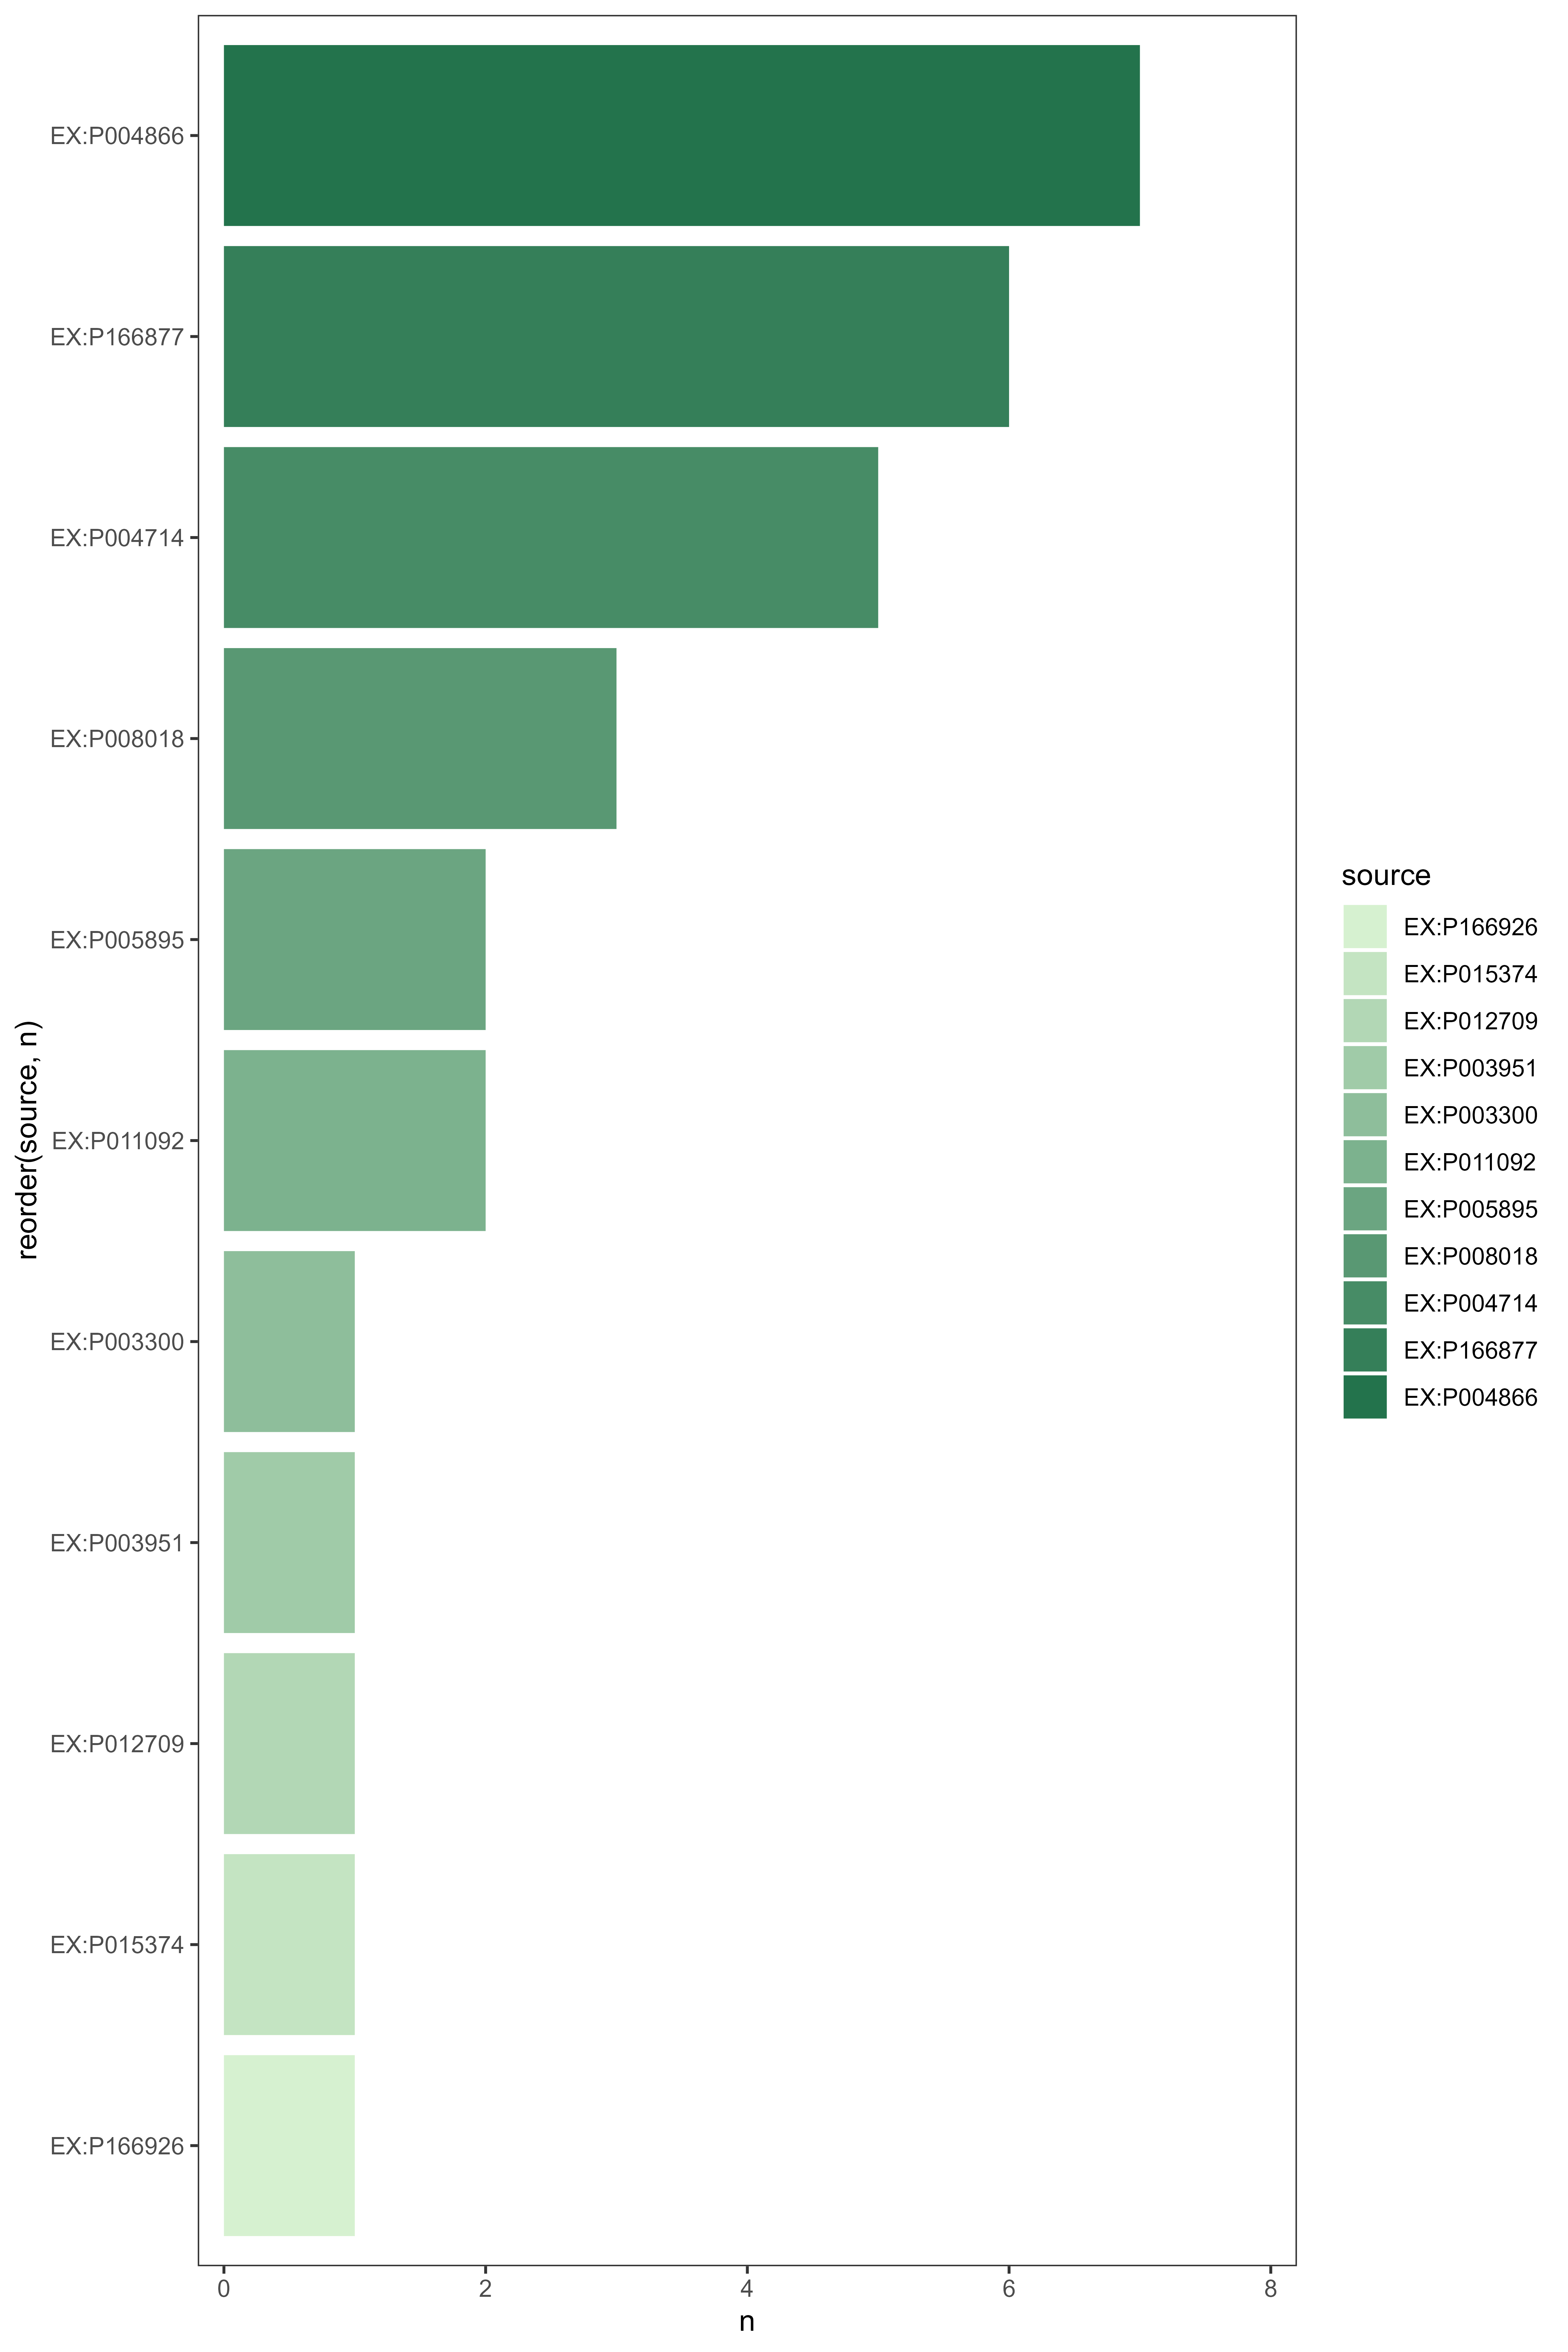 reorder(source, n)
EX:P004866
EX:P166877
EX:P004714
EX:P008018
EX:P005895
EX:P011092
EX:P003300
EX:P003951
EX:P012709
EX:P015374
EX:P166926
0 2 4 6 8
n
source
EX:P166926
EX:P015374
EX:P012709
EX:P003951
EX:P003300
EX:P011092
EX:P005895
EX:P008018
EX:P004714
EX:P166877
EX:P004866